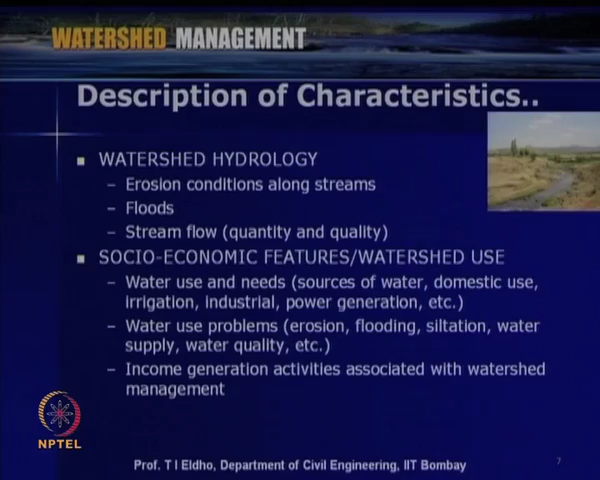 WATERSHED MANAGEMENT
Description of Characteristics..
WATERSHED HYDROLOGY
– Erosion conditions along streams
– Floods
– Stream flow (quantity and quality)
SOCIO-ECONOMIC FEATURES/WATERSHED USE
– Water use and needs (sources of water, domestic use,
irrigation, industrial, power generation, etc.)
– Water use problems (erosion, flooding, siltation, water
supply, water quality, etc.)
– Income generation activities associated with watershed
management
NPTEL
Prof. T I Eldho, Department of Civil Engineering, IIT Bombay
7